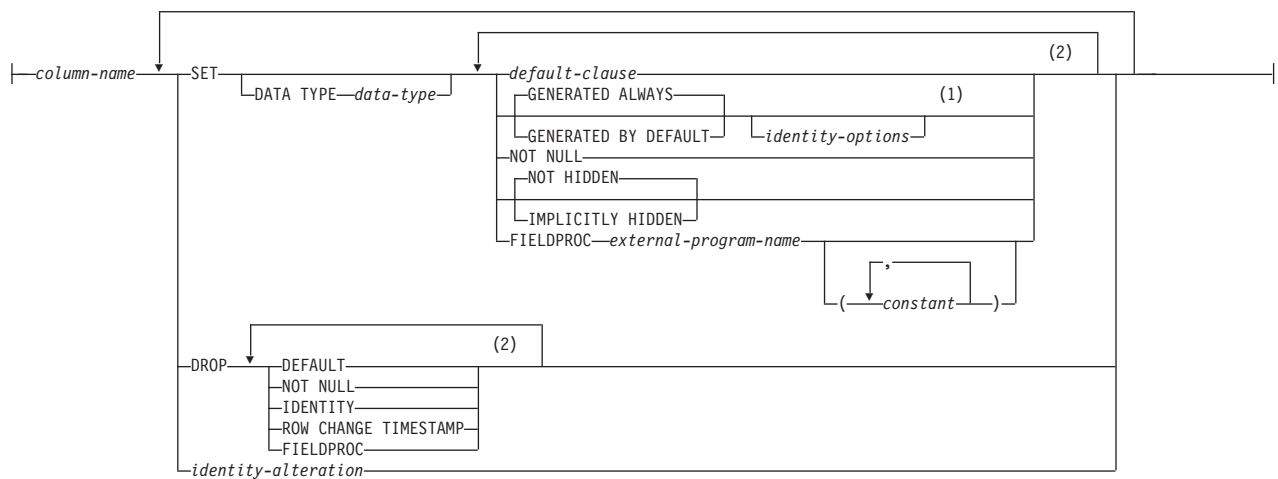 (2)
column-name SET default-clause
DATA TYPE data-type GENERATED ALWAYS (1)
GENERATED BY DEFAULT identity-options
NOT NULL
NOT HIDDEN
IMPLICITLY HIDDEN
FIELDPROC external-program-name
,
( constant )
(2)
DROP DEFAULT
NOT NULL
IDENTITY
ROW CHANGE TIMESTAMP
FIELDPROC
identity-alteration